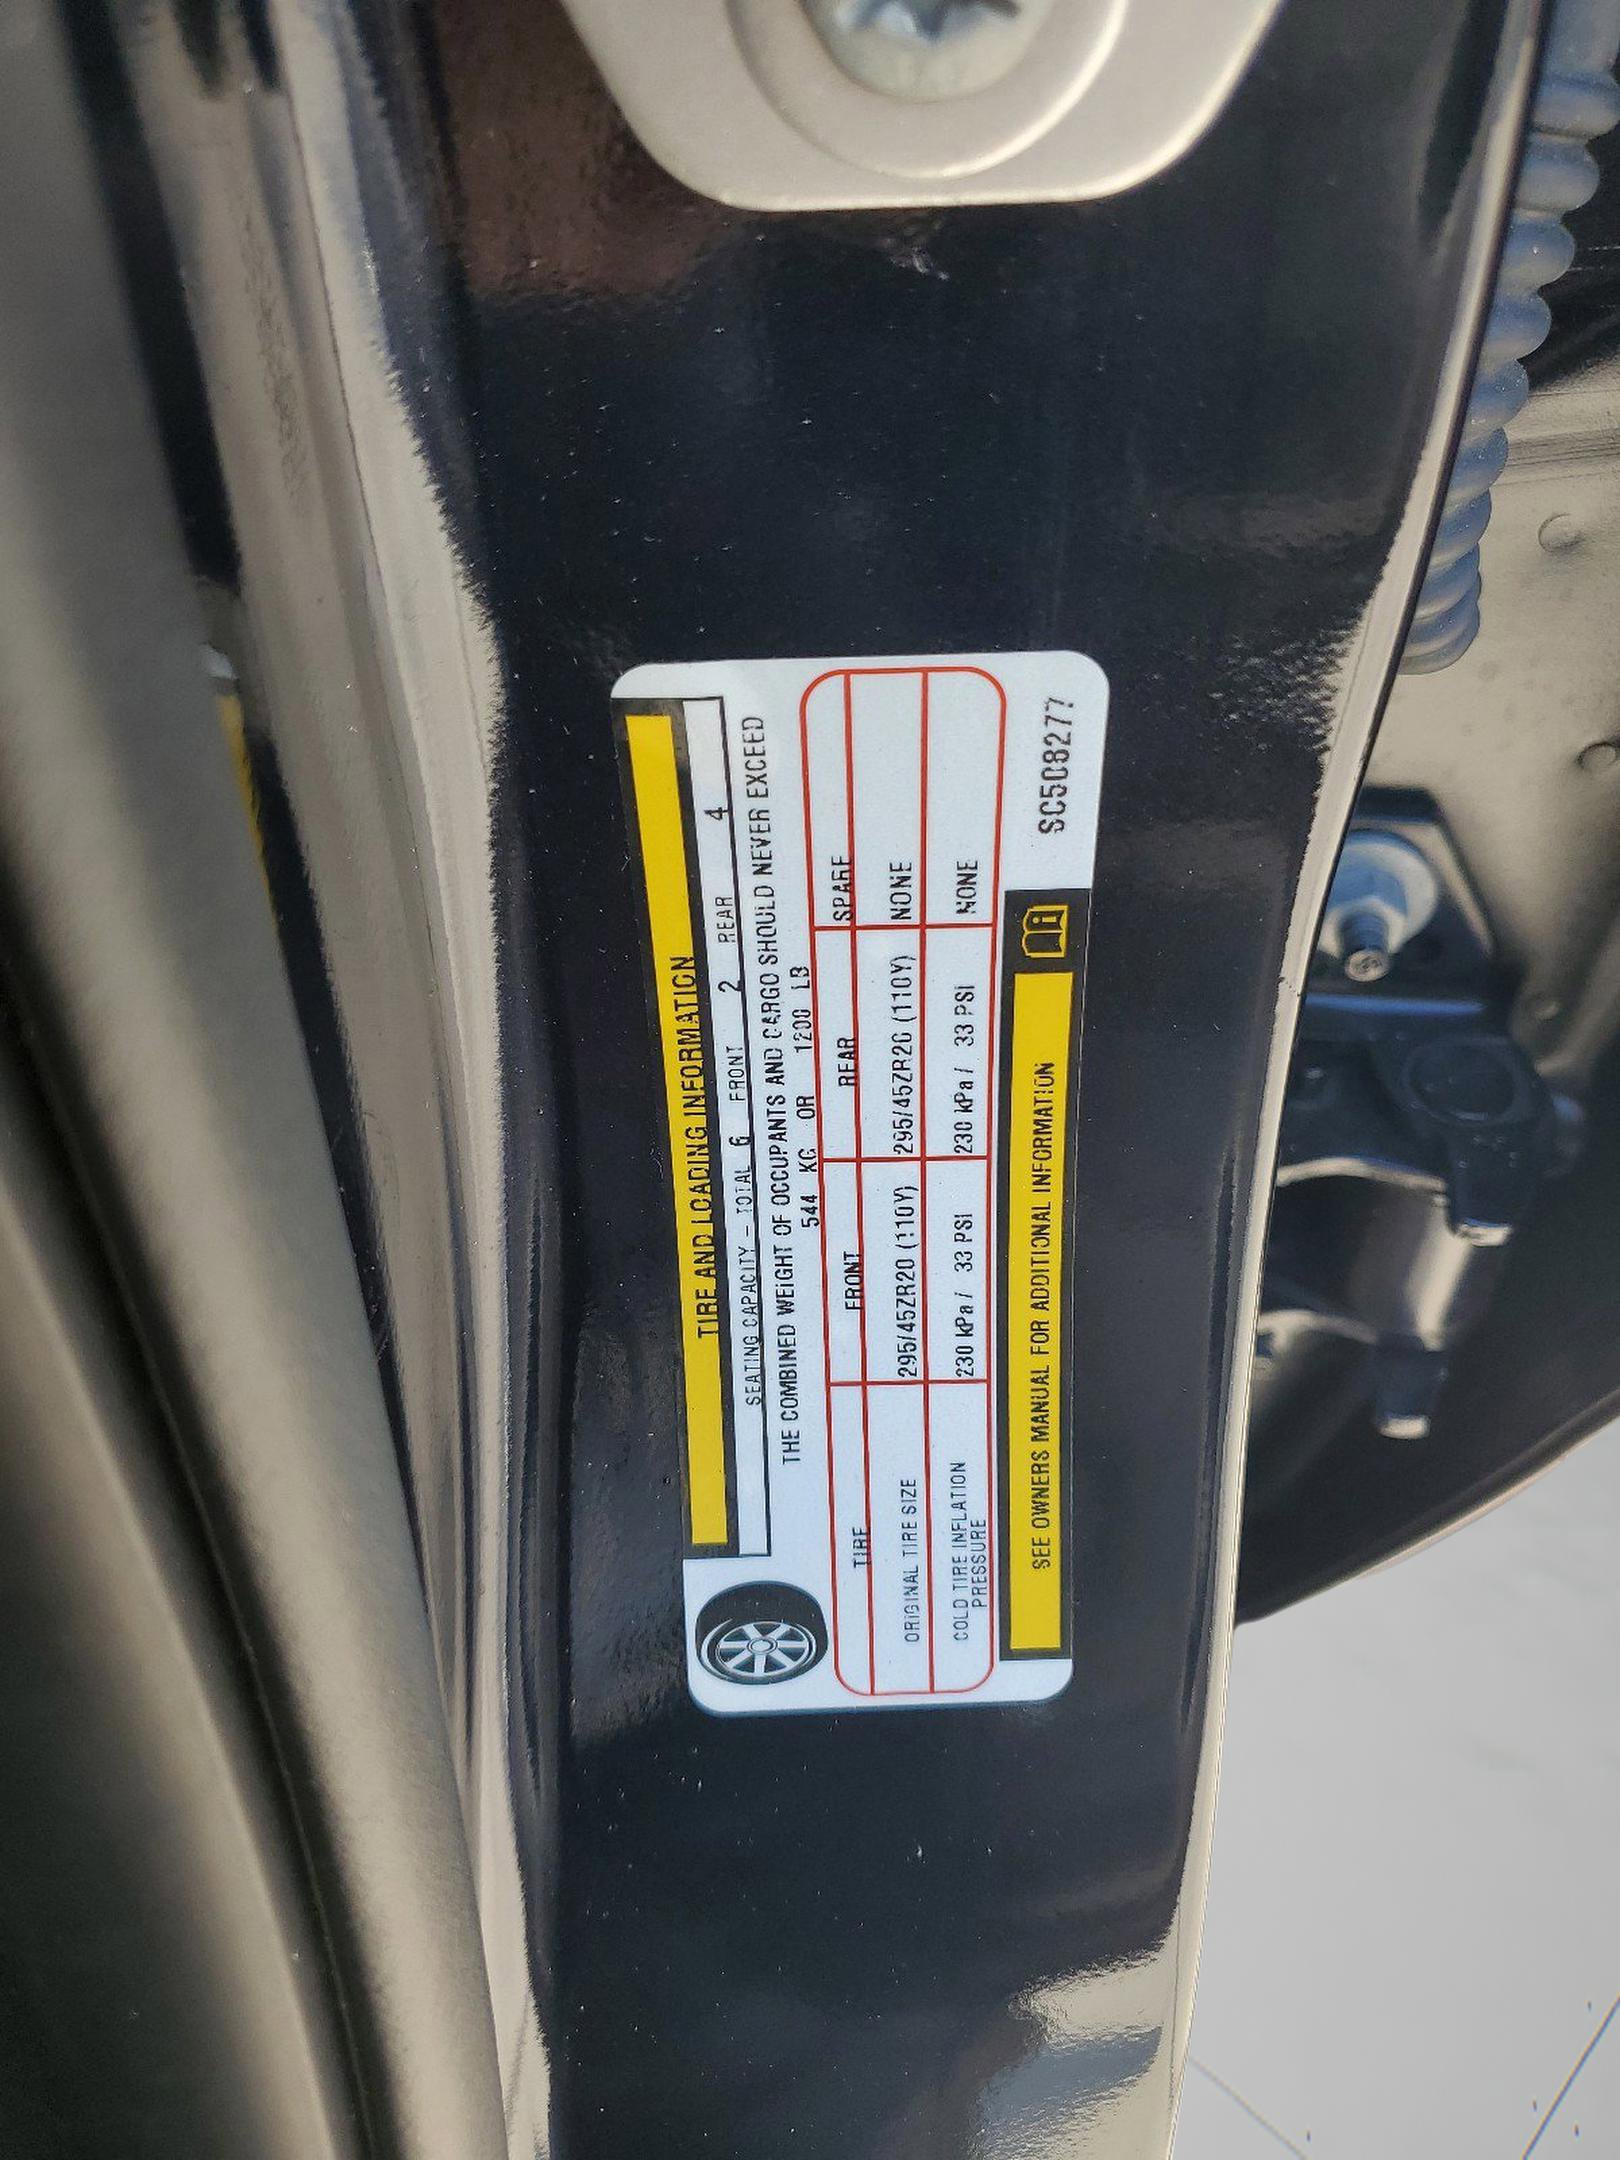 TIRE AND LOADING INFORMATION
SEATING CAPACITY – TOTAL 6 FRONT 2 REAR 4
THE COMBINED WEIGHT OF OCCUPANTS AND CARGO SHOULD NEVER EXCEED
544 KG OR 1200 LB
TIRE FRONT REAR SPARE
ORIGINAL TIRE SIZE 295/45ZR20 (110Y) 295/45ZR20 (110Y) NONE
COLD TIRE INFLATION PRESSURE 230 kPa / 33 PSI 230 kPa / 33 PSI NONE
SEE OWNERS MANUAL FOR ADDITIONAL INFORMATION
SC508277